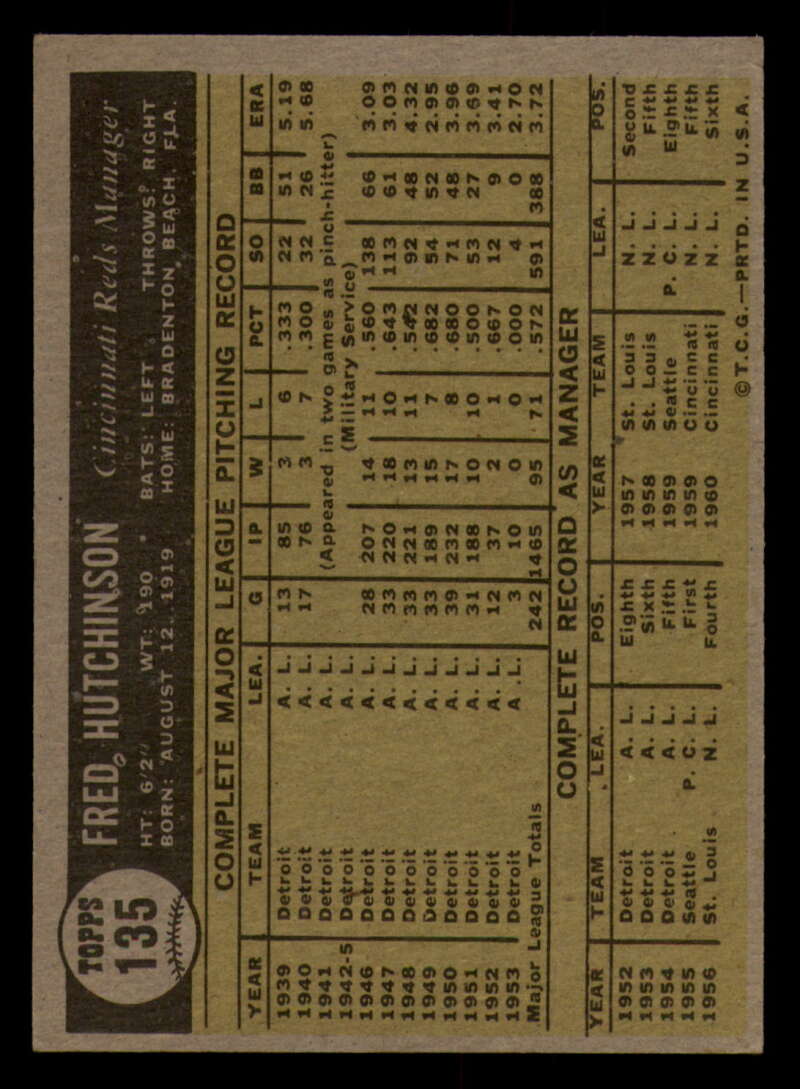 TOPPS
135
FRED HUTCHINSON Cincinnati Reds Manager
HT: 6'2" WT: 190 BATS: LEFT THROWS: RIGHT
BORN: AUGUST 12, 1919 HOME: BRADENTON BEACH, FLA.
COMPLETE MAJOR LEAGUE PITCHING RECORD
YEAR TEAM LEA. G IP W L PCT SO BB ERA
1939 Detroit A. L. 13 85 3 6 .333 22 51 5.19
1940 Detroit A. L. 17 76 3 7 .300 32 26 5.68
1941 Detroit A. L. (Appeared in two games as pinch-hitter)
1942-5 Detroit A. L. (Military Service)
1946 Detroit A. L. 28 207 14 11 .560 138 66 3.09
1947 Detroit A. L. 33 220 18 10 .643 113 61 3.03
1948 Detroit A. L. 33 221 13 11 .542 92 48 4.32
1949 Detroit A. L. 33 189 15 7 .682 54 52 2.95
1950 Detroit A. L. 39 232 17 8 .680 71 48 3.96
1951 Detroit A. L. 31 188 10 10 .500 53 27 3.69
1952 Detroit A. L. 12 37 2 1 .667 12 9 3.41
1953 Detroit A. L. 3 10 0 0 .000 4 0 2.70
Major League Totals 242 1465 95 71 .572 591 388 3.72
COMPLETE RECORD AS MANAGER
YEAR TEAM LEA. POS. YEAR TEAM LEA. POS.
1952 Detroit A. L. Eighth 1957 St. Louis N. L. Second
1953 Detroit A. L. Sixth 1958 St. Louis N. L. Fifth
1954 Detroit A. L. Fifth 1959 Seattle P. C. L. Eighth
1955 Seattle P. C. L. First 1959 Cincinnati N. L. Fifth
1956 St. Louis N. L. Fourth 1960 Cincinnati N. L. Sixth
© T.C.G.—PRTD. IN U.S.A.